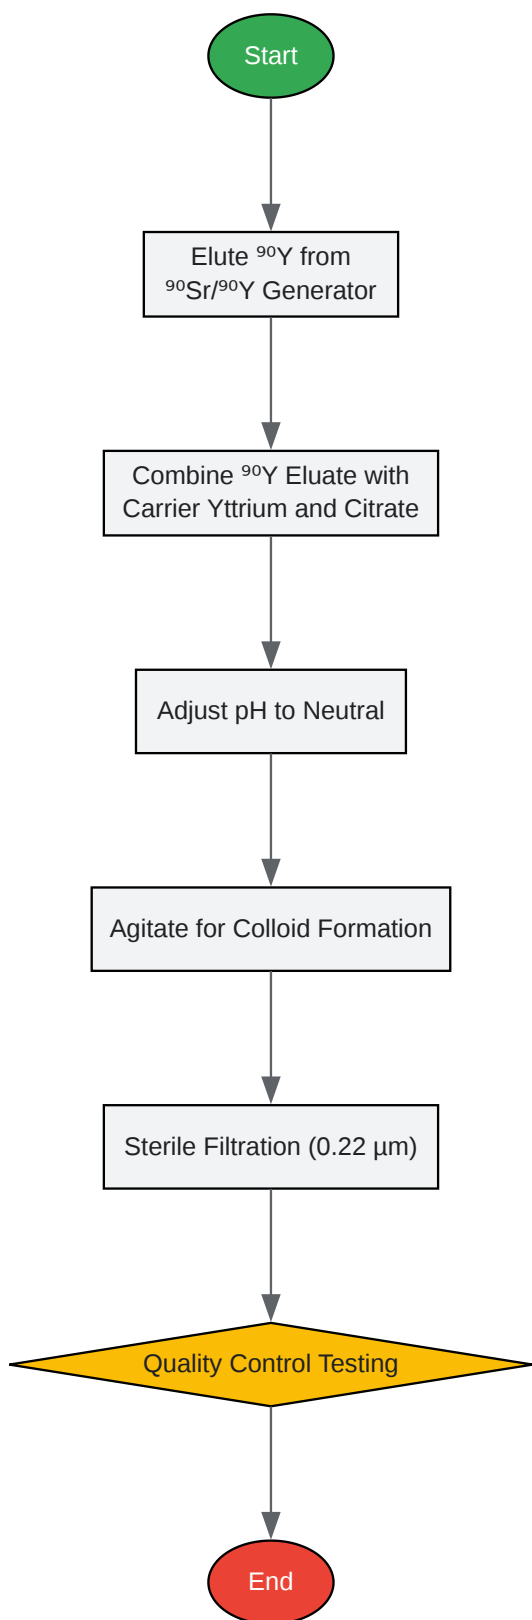 Start
Elute ⁹⁰Y from
⁹⁰Sr/⁹⁰Y Generator
Combine ⁹⁰Y Eluate with
Carrier Yttrium and Citrate
Adjust pH to Neutral
Agitate for Colloid Formation
Sterile Filtration (0.22 µm)
Quality Control Testing
End